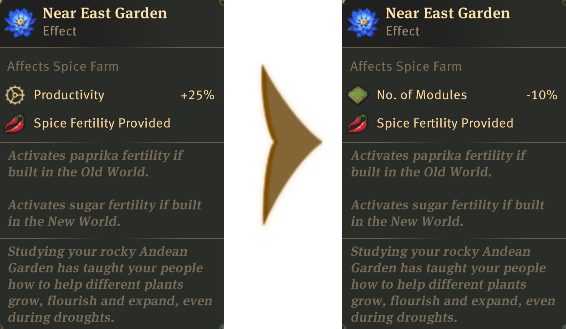 Near East Garden
Effect
Affects Spice Farm
Productivity +25%
Spice Fertility Provided
Activates paprika fertility if
built in the Old World.
Activates sugar fertility if built
in the New World.
Studying your rocky Andean
Garden has taught your people
how to help different plants
grow, flourish and expand, even
during droughts.
Near East Garden
Effect
Affects Spice Farm
No. of Modules -10%
Spice Fertility Provided
Activates paprika fertility if
built in the Old World.
Activates sugar fertility if built
in the New World.
Studying your rocky Andean
Garden has taught your people
how to help different plants
grow, flourish and expand, even
during droughts.